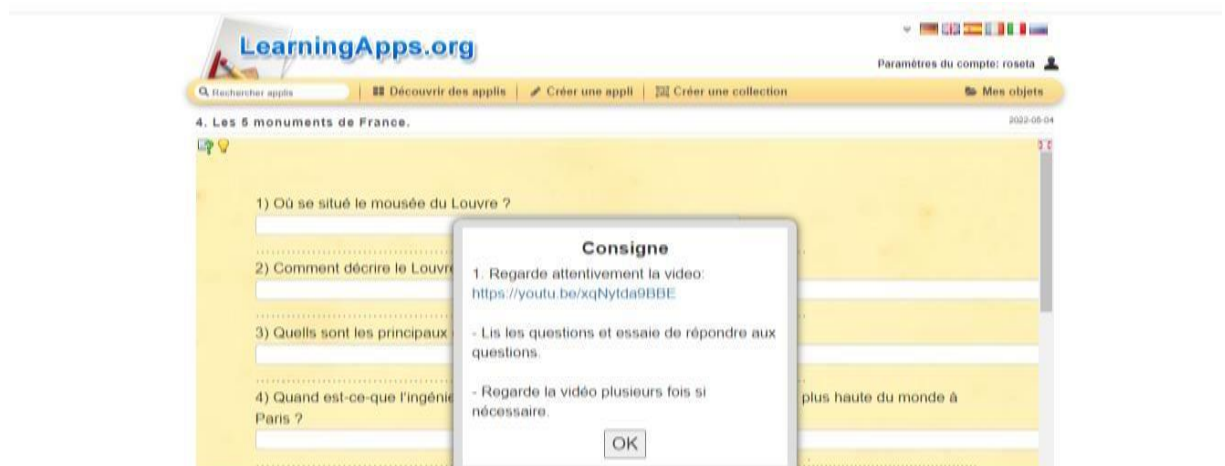 LearningApps.org
Paramètres du compte: roseta
Rechercher applis
Découvrir des applis
Créer une appli
Créer une collection
Mes objets
4. Les 5 monuments de France.
2022-05-04
1) Où se situé le mousée du Louvre ?
2) Comment décrire le Louvre
3) Quells sont les principaux
4) Quand est-ce-que l'ingénie
plus haute du monde à
Paris ?
Consigne
1. Regarde attentivement la video:
https://youtu.be/xqNytda9BBE
- Lis les questions et essaie de répondre aux
questions.
- Regarde la vidéo plusieurs fois si
nécessaire.
OK